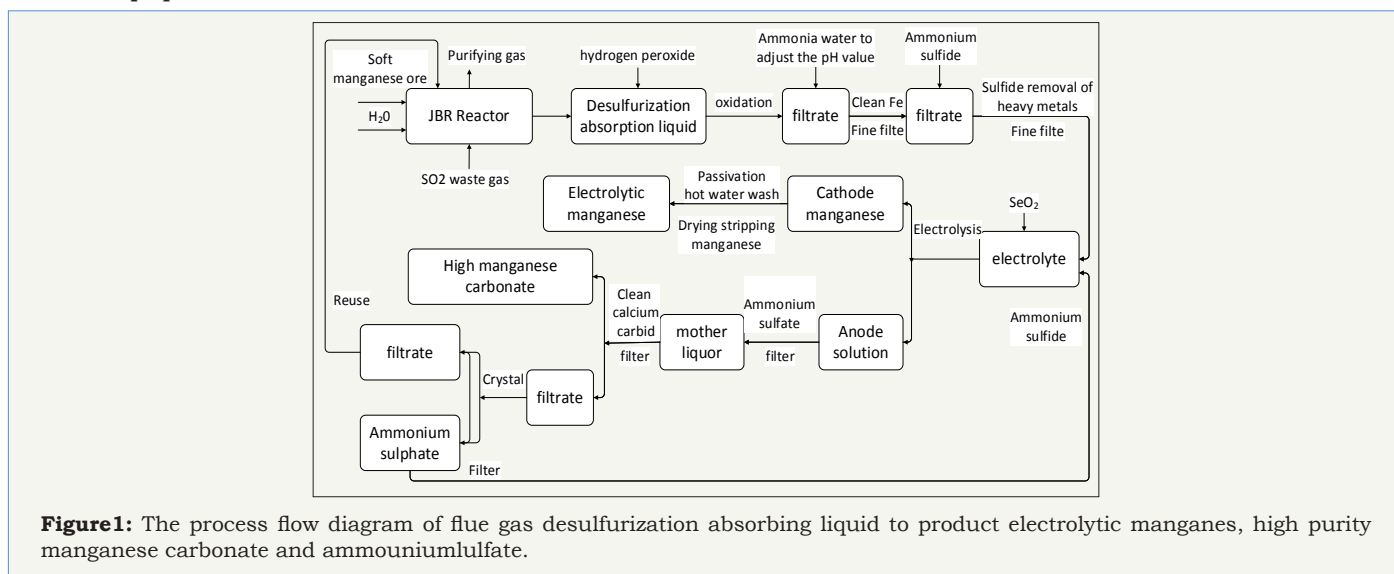 Soft
manganese ore
Purifying gas
hydrogen peroxide
Ammonia water to
adjust the pH value
Ammonium
sulfide
H₂0
JBR Reactor
Desulfurization
absorption liquid
oxidation
filtrate
Clean Fe
Fine filte
filtrate
Sulfide removal of
heavy metals
Fine filte
SO2 waste gas
Electrolytic
manganese
Passivation
hot water wash
Drying stripping
manganese
Cathode
manganese
Electrolysis
SeO₂
electrolyte
High manganese
carbonate
Clean
calcium
carbid
filter
mother
liquor
Ammonium
sulfate
filter
Anode
solution
Ammonium
sulfide
Reuse
filtrate
Crystal
filtrate
Ammonium
sulphate
Filter
Figure1: The process flow diagram of flue gas desulfurization absorbing liquid to product electrolytic manganes, high purity
manganese carbonate and ammouniumlulfate.